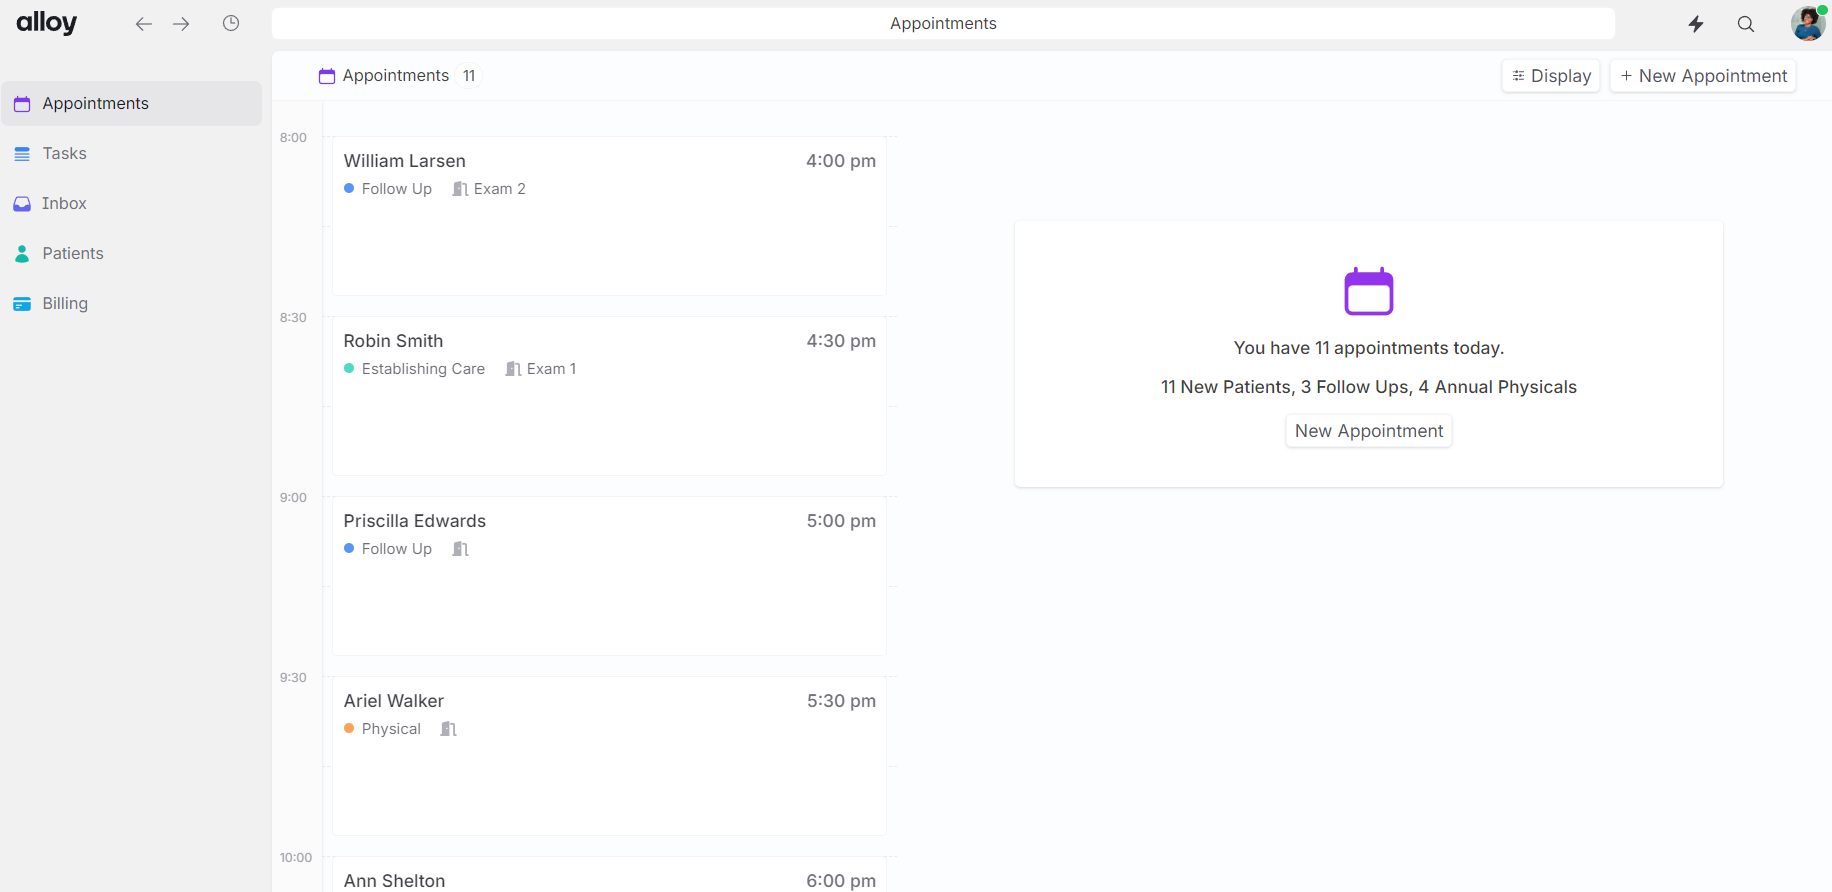 alloy
Appointments
Appointments
Tasks
Inbox
Patients
Billing
Appointments 11
Display
+ New Appointment
8:00
William Larsen 4:00 pm
Follow Up Exam 2
8:30
Robin Smith 4:30 pm
Establishing Care Exam 1
9:00
Priscilla Edwards 5:00 pm
Follow Up
9:30
Ariel Walker 5:30 pm
Physical
10:00
Ann Shelton 6:00 pm
You have 11 appointments today.
11 New Patients, 3 Follow Ups, 4 Annual Physicals
New Appointment